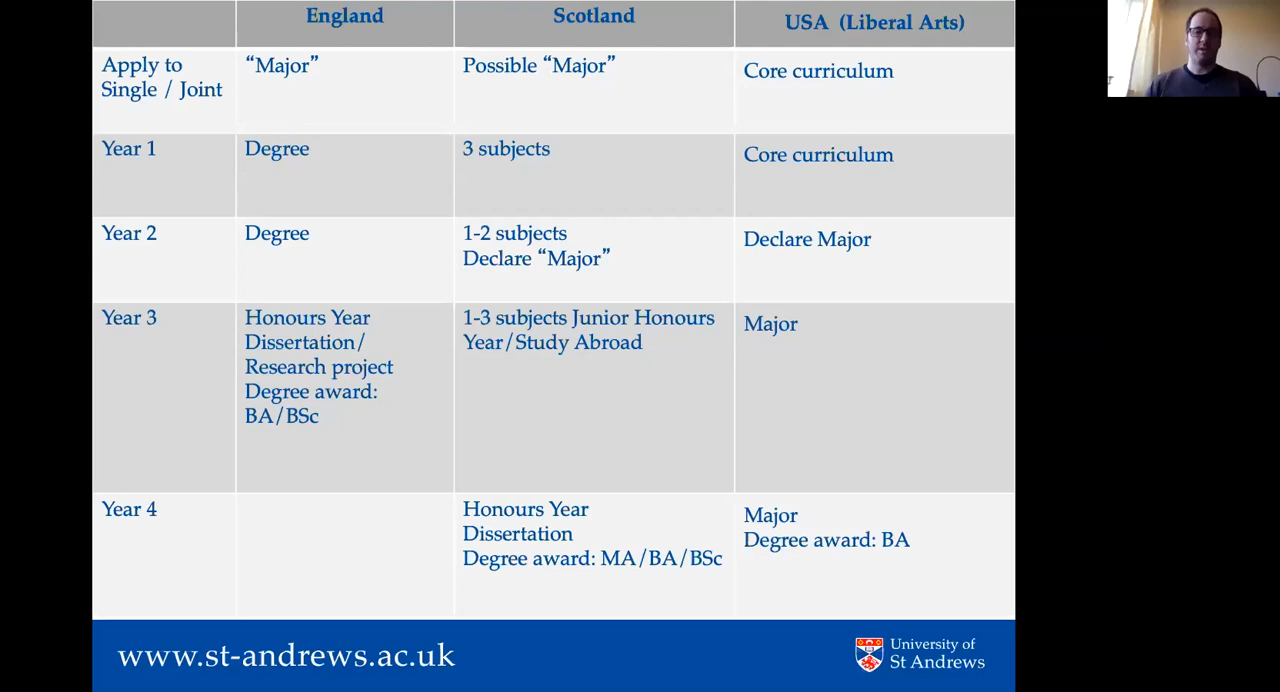 England
Scotland
USA (Liberal Arts)
Apply to
Single / Joint
“Major”
Possible “Major”
Core curriculum
Year 1
Degree
3 subjects
Core curriculum
Year 2
Degree
1-2 subjects
Declare “Major”
Declare Major
Year 3
Honours Year
Dissertation/
Research project
Degree award:
BA/BSc
1-3 subjects Junior Honours
Year/Study Abroad
Major
Year 4
Honours Year
Dissertation
Degree award: MA/BA/BSc
Major
Degree award: BA
www.st-andrews.ac.uk
University of
St Andrews